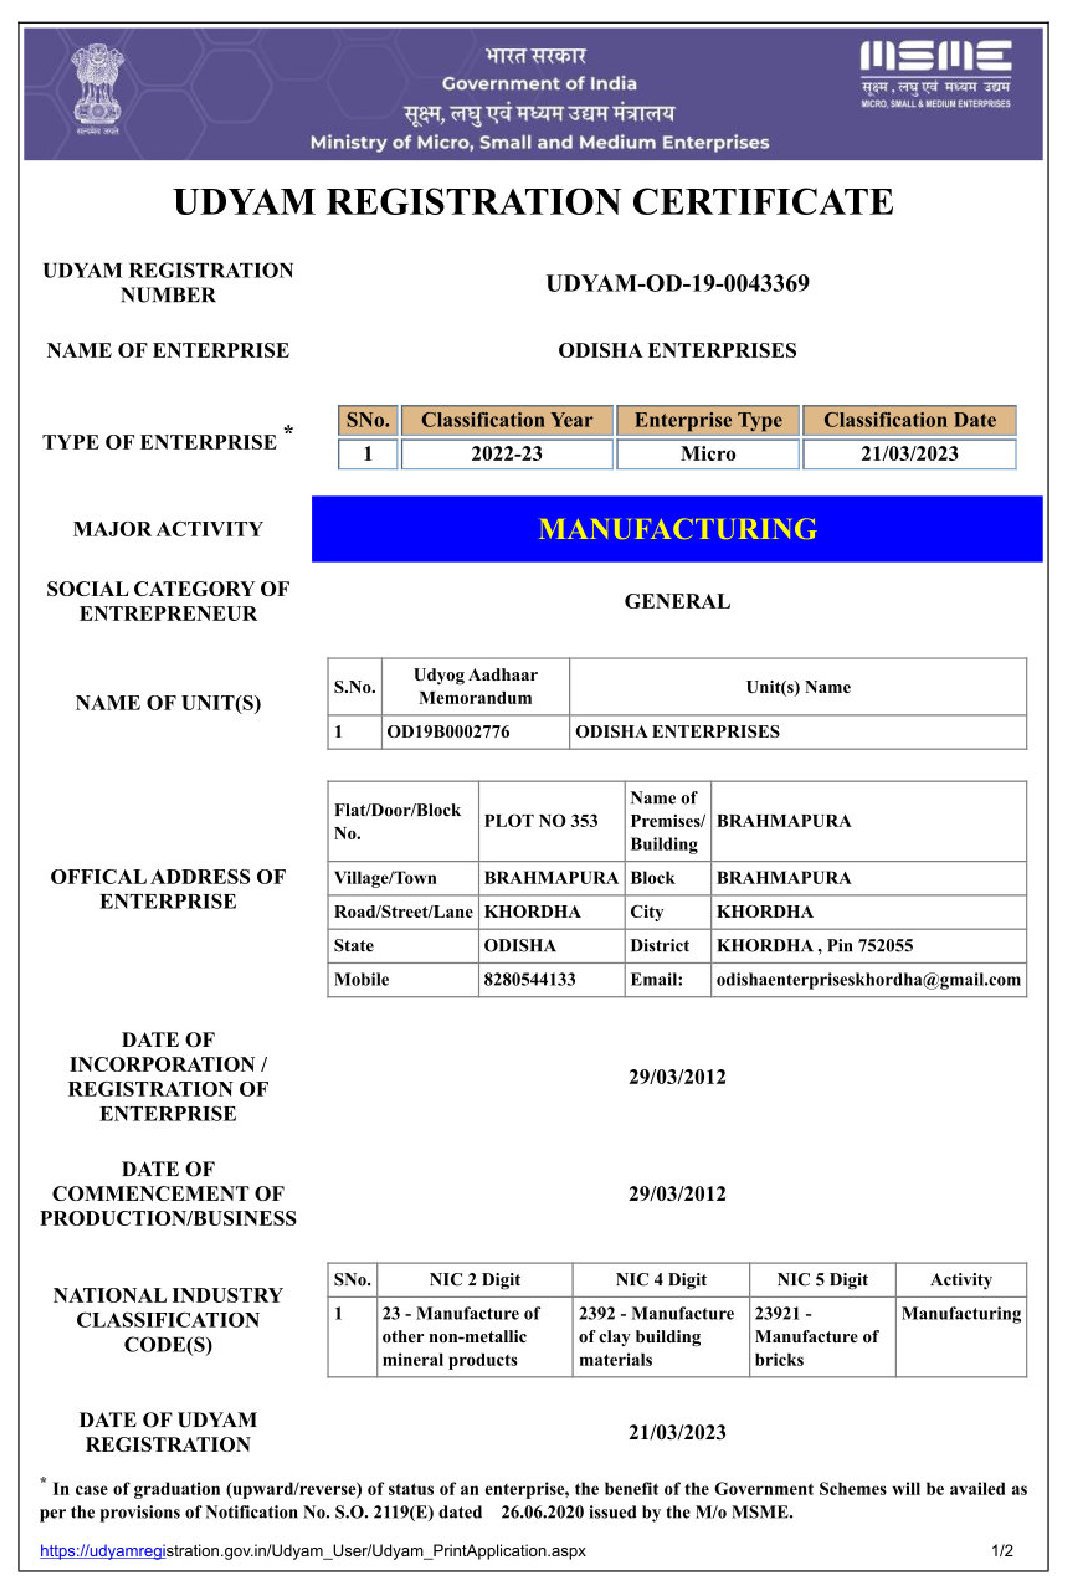 भारत सरकार
Government of India
सूक्ष्म, लघु एवं मध्यम उद्यम मंत्रालय
Ministry of Micro, Small and Medium Enterprises
सत्यमेव जयते
MSME
सूक्ष्म , लघु एवं मध्यम उद्यम
MICRO, SMALL & MEDIUM ENTERPRISES
UDYAM REGISTRATION CERTIFICATE
UDYAM REGISTRATION
NUMBER
UDYAM-OD-19-0043369
NAME OF ENTERPRISE
ODISHA ENTERPRISES
TYPE OF ENTERPRISE *
SNo. Classification Year Enterprise Type Classification Date
1 2022-23 Micro 21/03/2023
MAJOR ACTIVITY
MANUFACTURING
SOCIAL CATEGORY OF
ENTREPRENEUR
GENERAL
NAME OF UNIT(S)
S.No. Udyog Aadhaar Memorandum Unit(s) Name
1 OD19B0002776 ODISHA ENTERPRISES
OFFICAL ADDRESS OF
ENTERPRISE
Flat/Door/Block No. PLOT NO 353 Name of Premises/ Building BRAHMAPURA
Village/Town BRAHMAPURA Block BRAHMAPURA
Road/Street/Lane KHORDHA City KHORDHA
State ODISHA District KHORDHA , Pin 752055
Mobile 8280544133 Email: odishaenterpriseskhordha@gmail.com
DATE OF
INCORPORATION /
REGISTRATION OF
ENTERPRISE
29/03/2012
DATE OF
COMMENCEMENT OF
PRODUCTION/BUSINESS
29/03/2012
NATIONAL INDUSTRY
CLASSIFICATION
CODE(S)
SNo. NIC 2 Digit NIC 4 Digit NIC 5 Digit Activity
1 23 - Manufacture of other non-metallic mineral products 2392 - Manufacture of clay building materials 23921 - Manufacture of bricks Manufacturing
DATE OF UDYAM
REGISTRATION
21/03/2023
* In case of graduation (upward/reverse) of status of an enterprise, the benefit of the Government Schemes will be availed as
per the provisions of Notification No. S.O. 2119(E) dated 26.06.2020 issued by the M/o MSME.
https://udyamregistration.gov.in/Udyam_User/Udyam_PrintApplication.aspx 1/2